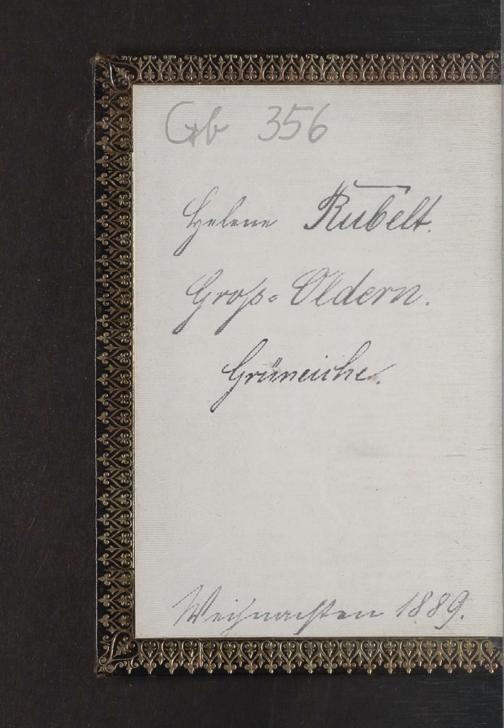 Gb 356
Helene Rubelt.
Groß-Oldern.
Grüneiche.
Weihnachten 1889.